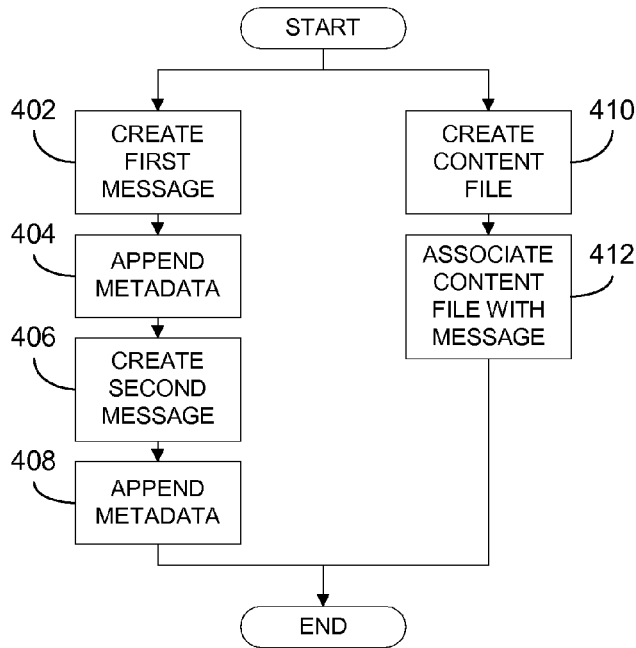 START
402
CREATE
FIRST
MESSAGE
404
APPEND
METADATA
406
CREATE
SECOND
MESSAGE
408
APPEND
METADATA
410
CREATE
CONTENT
FILE
412
ASSOCIATE
CONTENT
FILE WITH
MESSAGE
END